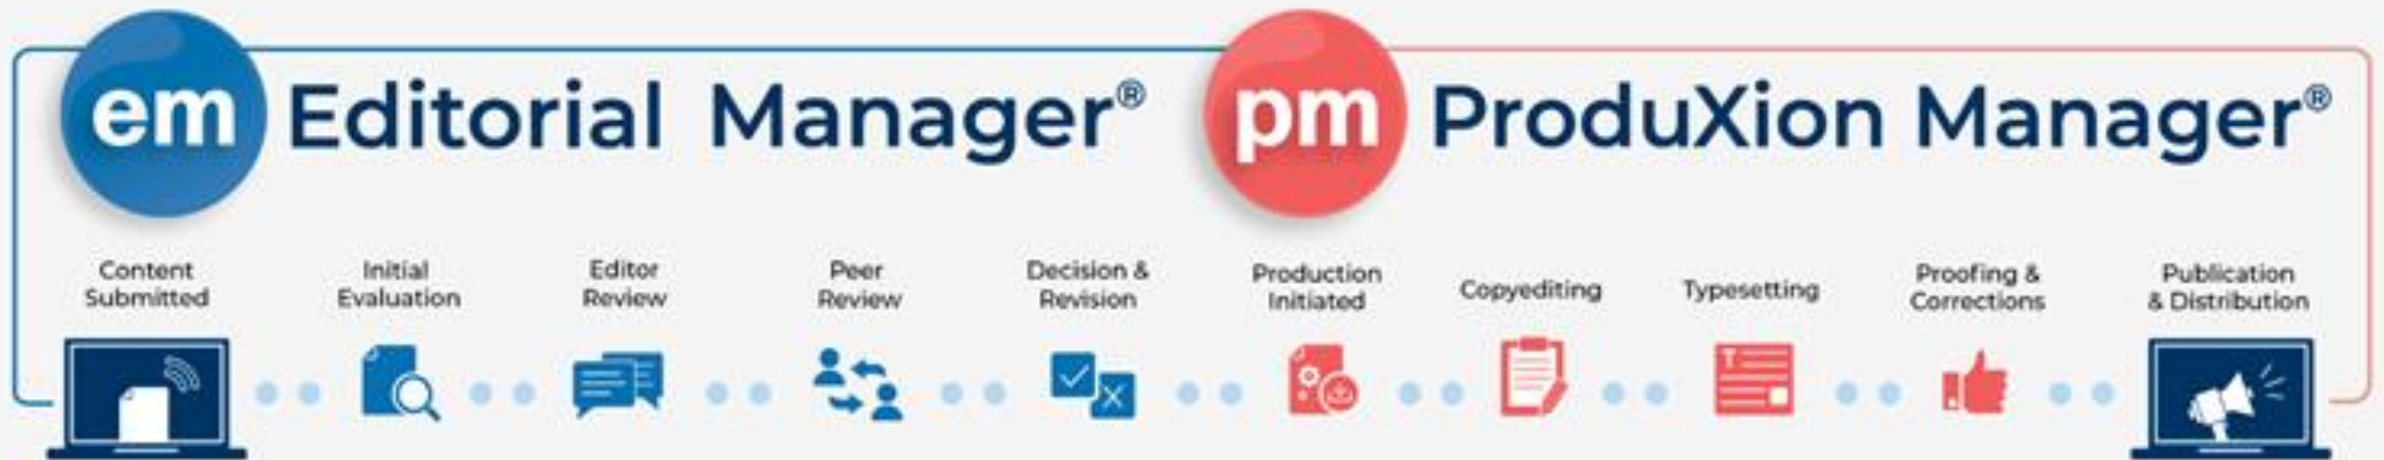 em Editorial Manager® pm ProduXion Manager®
Content
Submitted
Initial
Evaluation
Editor
Review
Peer
Review
Decision &
Revision
Production
Initiated
Copyediting
Typesetting
Proofing &
Corrections
Publication
& Distribution
T